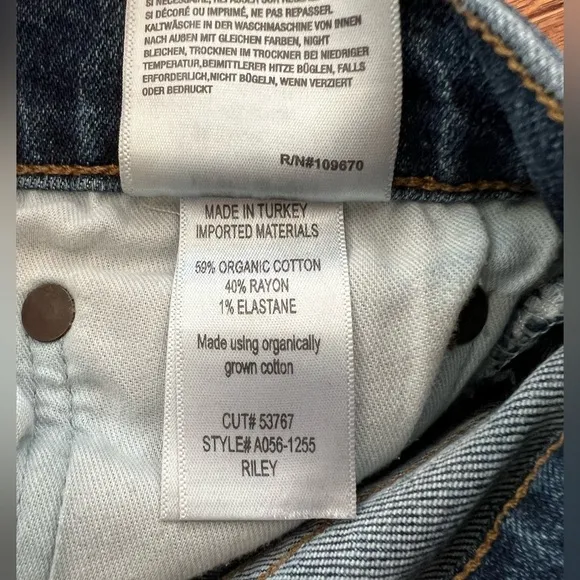 SI DÉCORÉ OU IMPRIMÉ, NE PAS REPASSER.
KALTWÄSCHE IN DER WASCHMASCHINE VON INNEN
NACH AUßEN MIT GLEICHEN FARBEN, NIGHT
BLEICHEN, TROCKNEN IM TROCKNER BEI NIEDRIGER
TEMPERATUR,BEIMITTLERER HITZE BÜGLEN, FALLS
ERFORDERLICH,NICHT BÜGELN, WENN VERZIERT
ODER BEDRUCKT
R/N#109670
MADE IN TURKEY
IMPORTED MATERIALS
59% ORGANIC COTTON
40% RAYON
1% ELASTANE
Made using organically
grown cotton
CUT# 53767
STYLE# A056-1255
RILEY